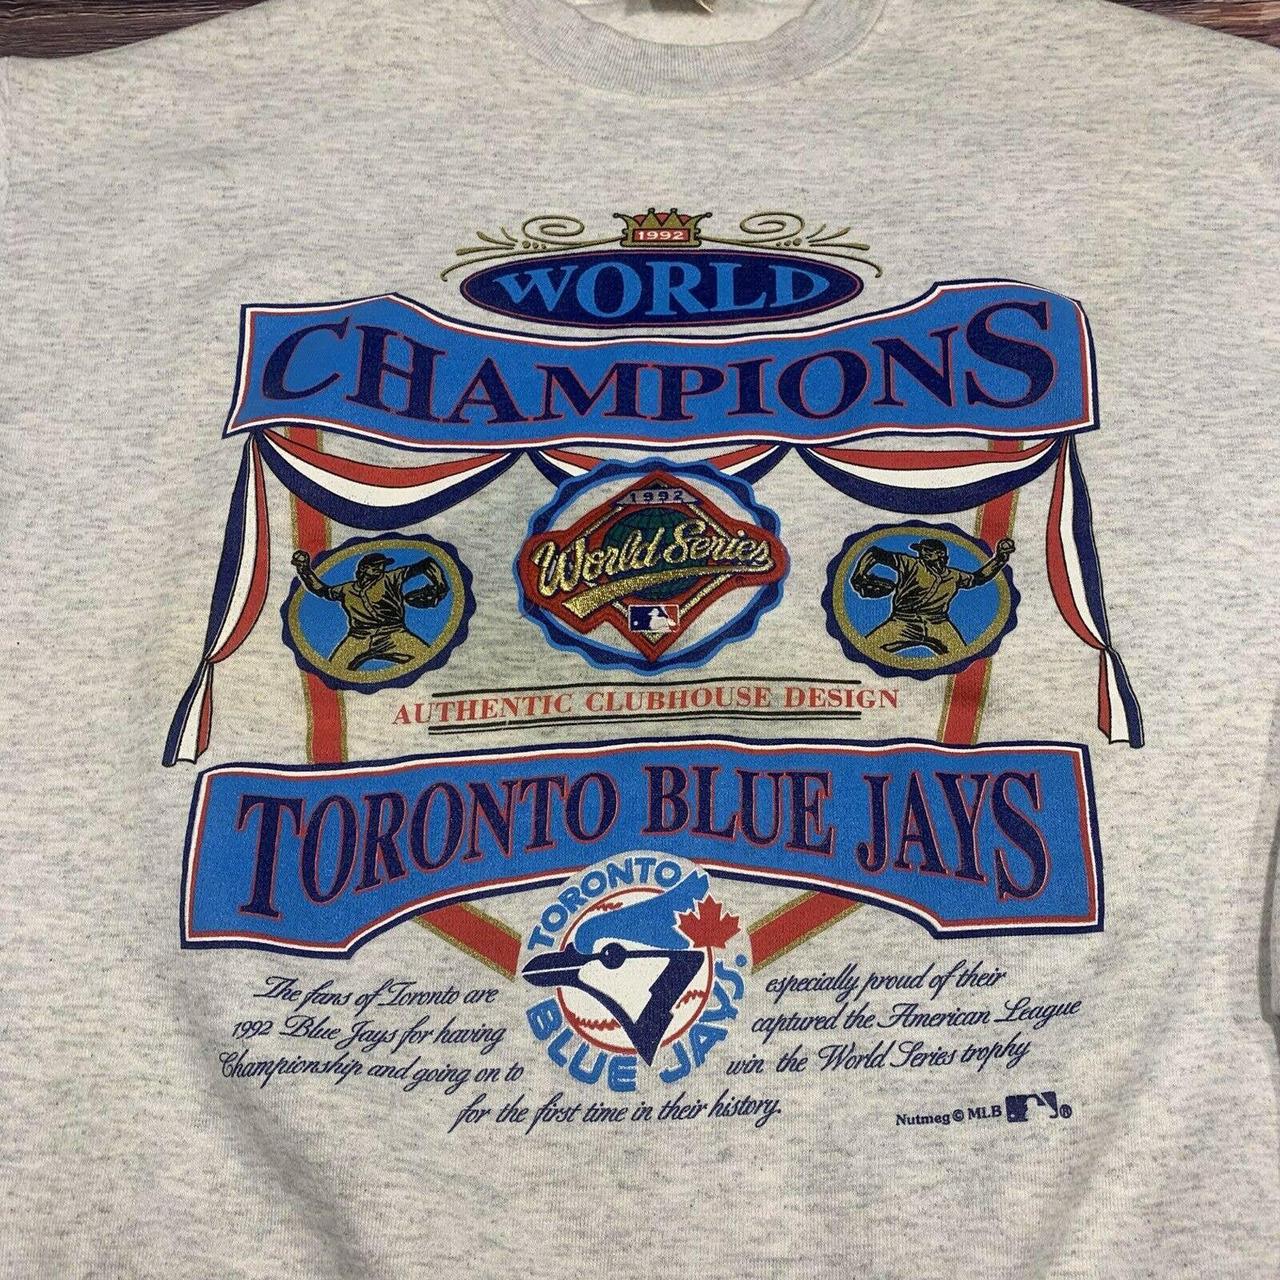 1992
WORLD
CHAMPIONS
1992
World Series
AUTHENTIC CLUBHOUSE DESIGN
TORONTO BLUE JAYS
TORONTO
BLUE JAYS
The fans of Toronto are especially proud of their
1992 Blue Jays for having captured the American League
Championship and going on to win the World Series trophy
for the first time in their history.
Nutmeg © MLB ®